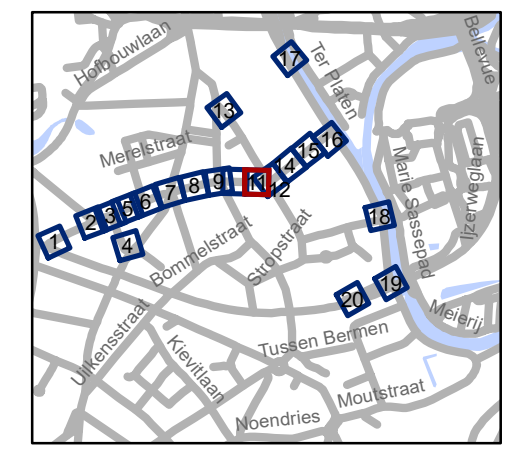 Hofbouwlaan
Bellevue
17
Ter Platen
13
Merelstraat
16
15
14
Marie Sassepad
Ijzerweglaan
11
12
9
8
7
6
5
3
2
1
4
Bommelstraat
Stropstraat
18
19
20
Meierij
Uilkensstraat
Kievitlaan
Tussen Bermen
Moutstraat
Noendries